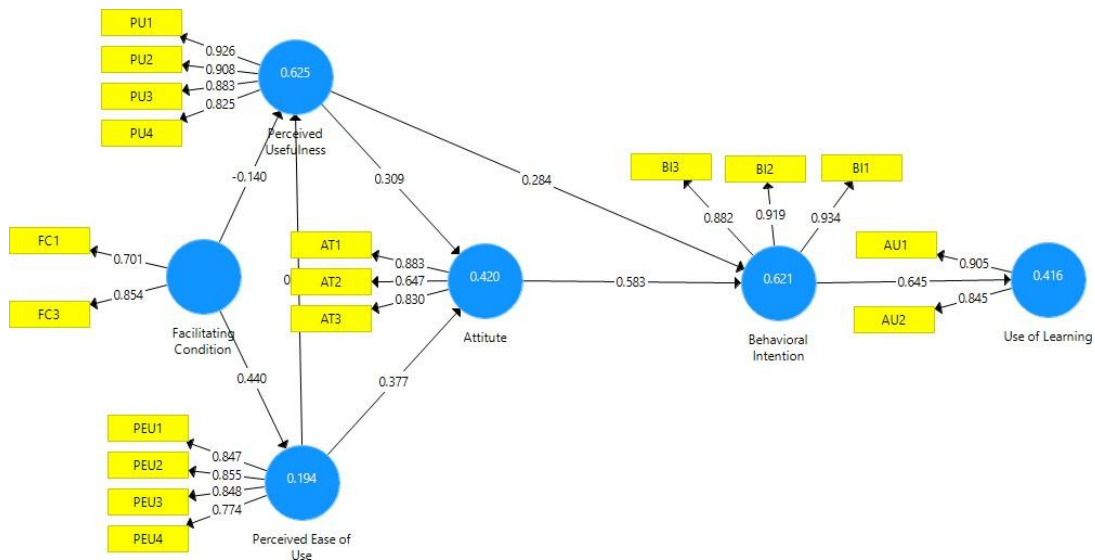 PU1
PU2
PU3
PU4
0.926
0.908
0.883
0.825
0.625
Perceived
Usefulness
-0.140
0.309
0.284
FC1
FC3
0.701
0.854
Facilitating
Condition
0.440
AT1
AT2
AT3
0.883
0.647
0.830
0.420
Attitute
0.377
0.583
BI3
BI2
BI1
0.882
0.919
0.934
0.621
Behavioral
Intention
0.645
AU1
AU2
0.905
0.845
0.416
Use of Learning
PEU1
PEU2
PEU3
PEU4
0.847
0.855
0.848
0.774
0.194
Perceived Ease of
Use